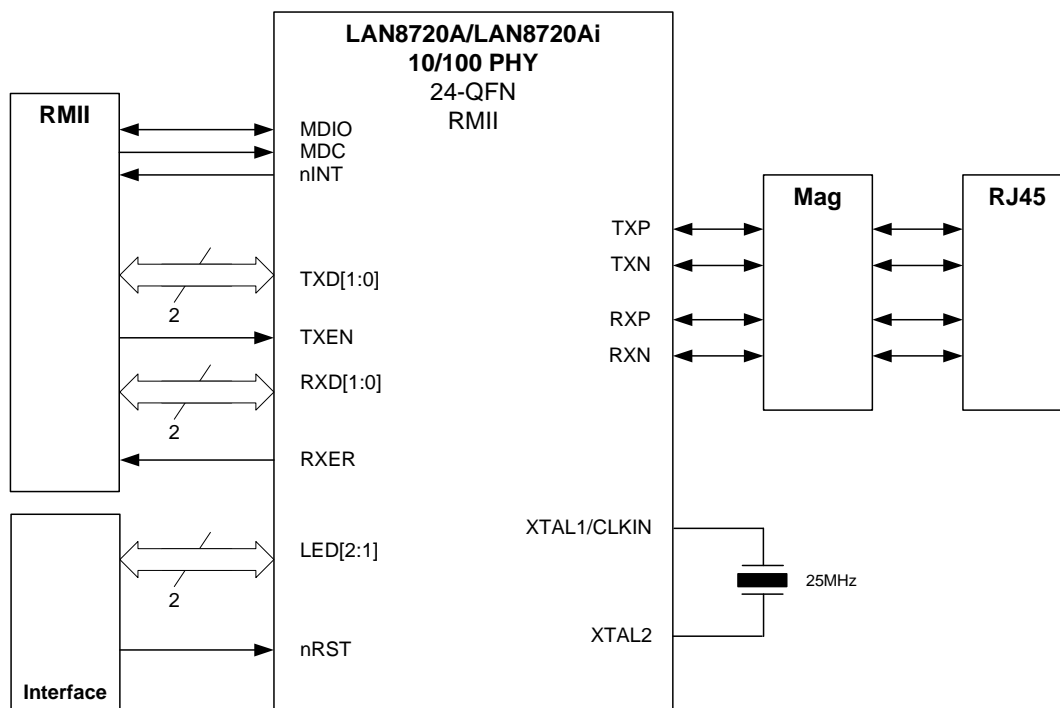 LAN8720A/LAN8720Ai
10/100 PHY
24-QFN
RMII
RMII
MDIO
MDC
nINT
TXD[1:0]
2
TXEN
RXD[1:0]
2
RXER
LED[2:1]
2
nRST
Interface
TXP
TXN
RXP
RXN
Mag
RJ45
XTAL1/CLKIN
25MHz
XTAL2